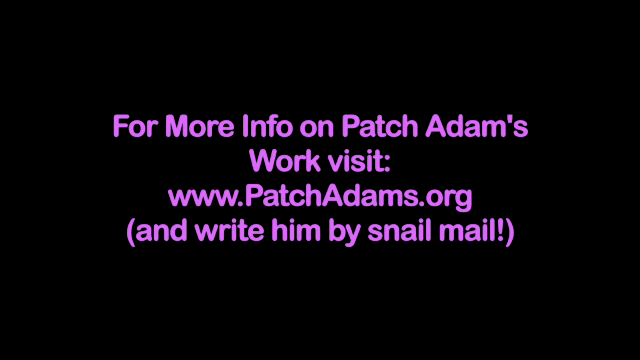 For More Info on Patch Adam's
Work visit:
www.PatchAdams.org
(and write him by snail mail!)